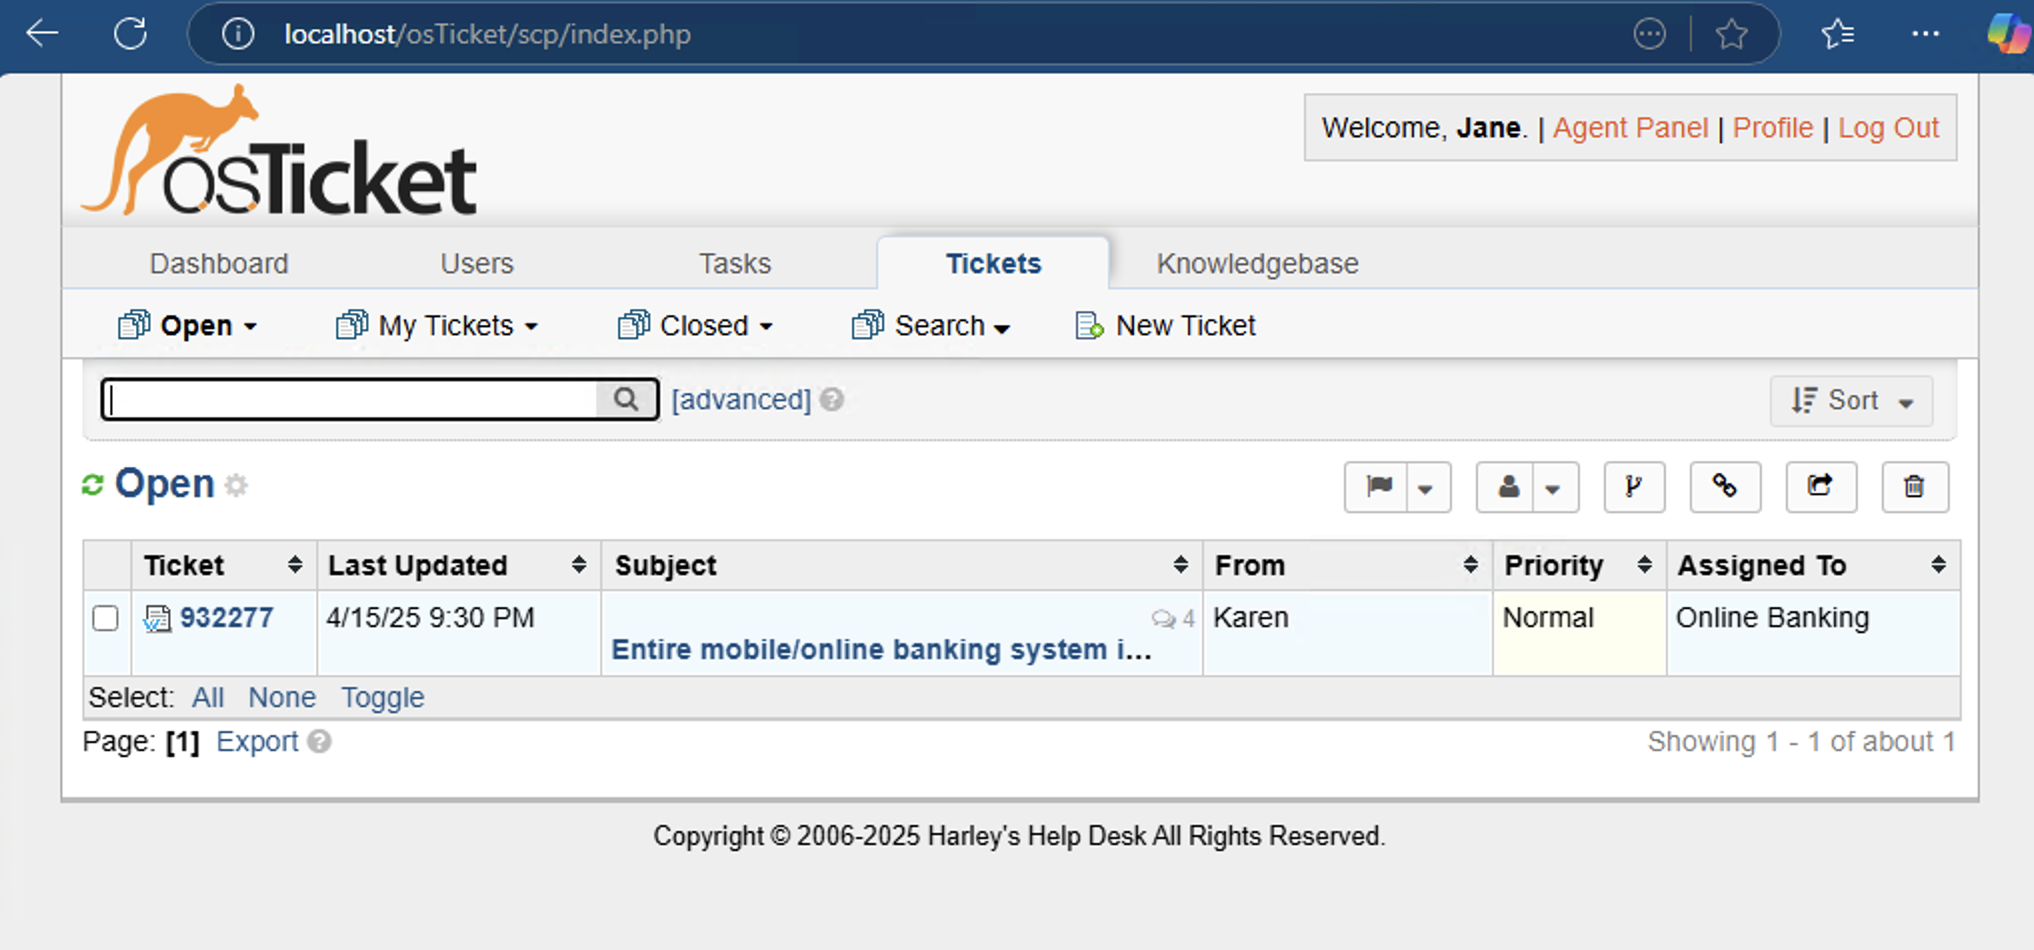 localhost/osTicket/scp/index.php
osTicket
Welcome, Jane. | Agent Panel | Profile | Log Out
Dashboard Users Tasks Tickets Knowledgebase
Open My Tickets Closed Search New Ticket
[advanced] ? Sort
Open
Ticket Last Updated Subject From Priority Assigned To
932277 4/15/25 9:30 PM 4 Karen Normal Online Banking
Entire mobile/online banking system i...
Select: All None Toggle
Page: [1] Export ? Showing 1 - 1 of about 1
Copyright © 2006-2025 Harley's Help Desk All Rights Reserved.